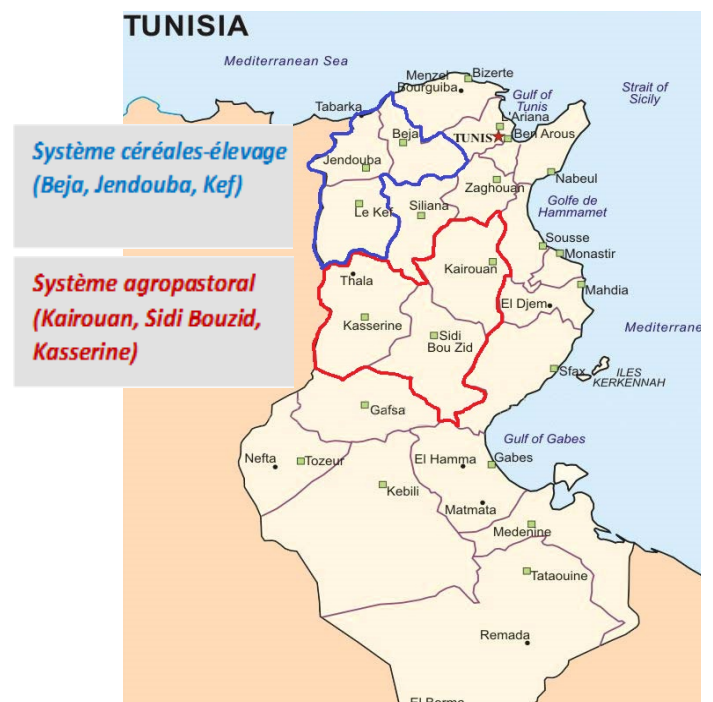 TUNISIA
Mediterranean Sea
Bizerte
Menzel
Bourguiba
Strait of
Sicily
Gulf of
Tunis
Tabarka
L'Ariana
Beja
TUNIS
Ben Arous
Système céréales-élevage
(Beja, Jendouba, Kef)
Jendouba
Zaghouan
Nabeul
Le Kef
Siliana
Golfe de
Hammamet
Sousse
Monastir
Système agropastoral
(Kairouan, Sidi Bouzid,
Kasserine)
Kairouan
Thala
Mahdia
El Djem
Kasserine
Sidi
Bou Zid
Mediterrane
Sfax
ILES
KERKENNAH
Gafsa
Gulf of Gabes
Nefta
Tozeur
El Hamma
Gabes
Kebili
Matmata
Medenine
Tataouine
Remada
El Borma